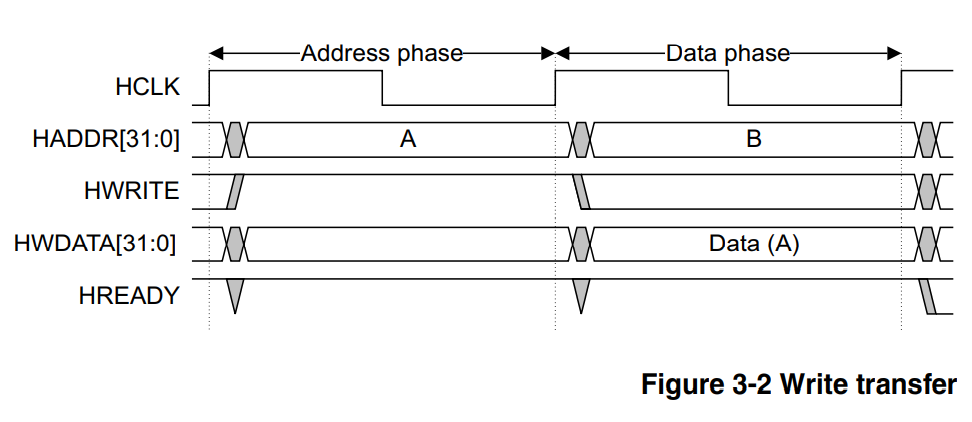 Address phase Data phase
HCLK
HADDR[31:0] A B
HWRITE
HWDATA[31:0] Data (A)
HREADY
Figure 3-2 Write transfer